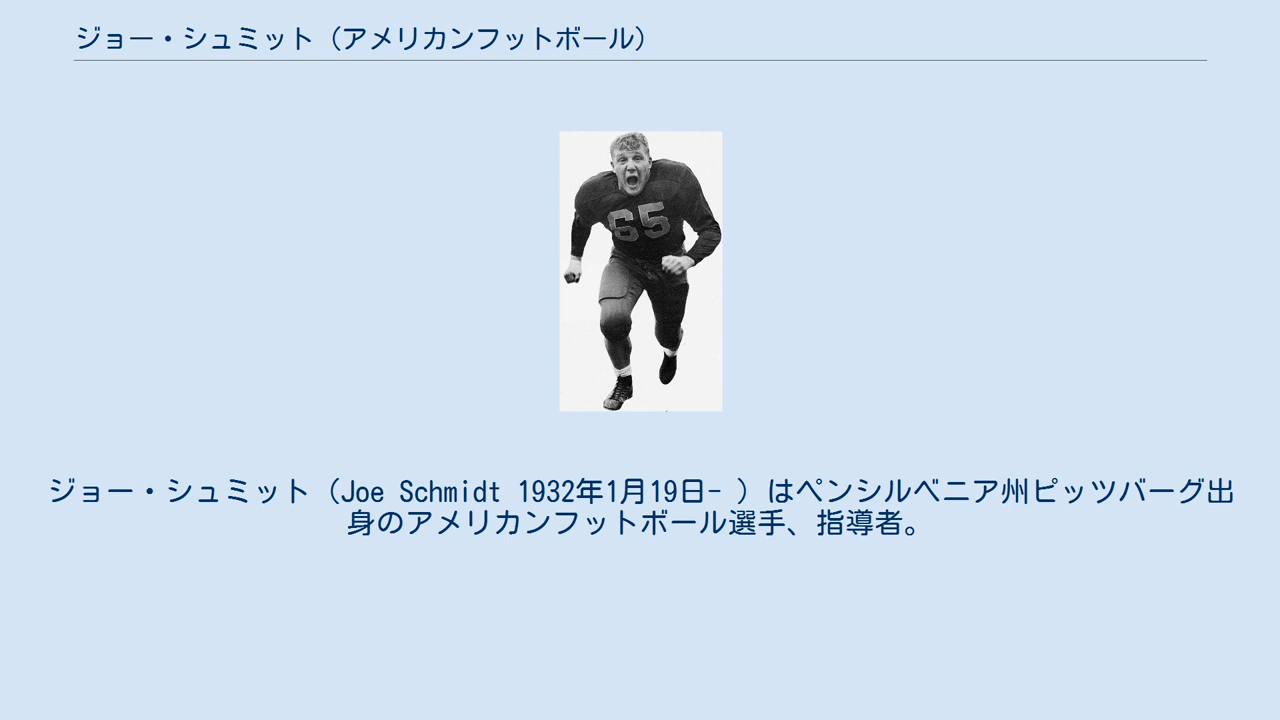 ジョー・シュミット（アメリカンフットボール）
65
ジョー・シュミット（Joe Schmidt 1932年1月19日- ）はペンシルベニア州ピッツバーグ出
身のアメリカンフットボール選手、指導者。